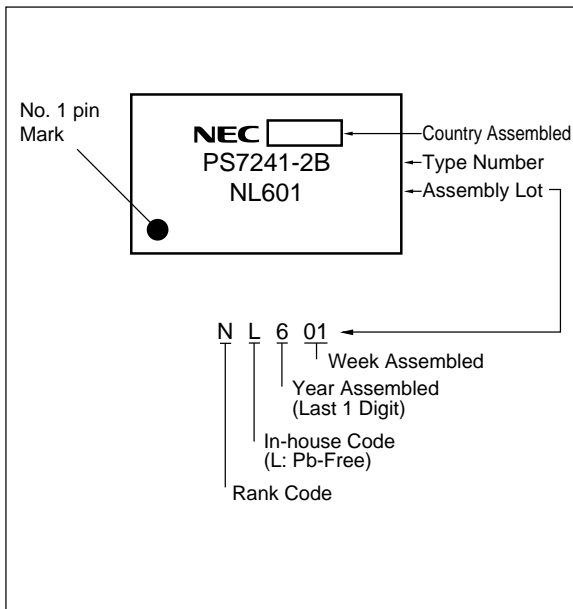 No. 1 pin
Mark
NEC
Country Assembled
PS7241-2B
Type Number
NL601
Assembly Lot
N L 6 01
Week Assembled
Year Assembled
(Last 1 Digit)
In-house Code
(L: Pb-Free)
Rank Code